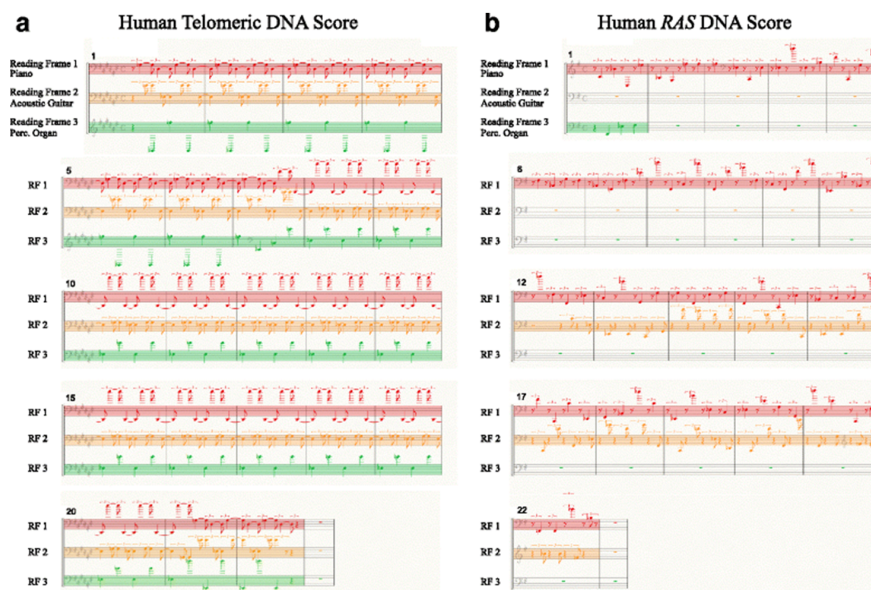 a Human Telomeric DNA Score
1
Reading Frame 1
Piano
Reading Frame 2
Acoustic Guitar
Reading Frame 3
Perc. Organ
5
RF 1
RF 2
RF 3
10
RF 1
RF 2
RF 3
15
RF 1
RF 2
RF 3
20
RF 1
RF 2
RF 3
b Human RAS DNA Score
1
Reading Frame 1
Piano
Reading Frame 2
Acoustic Guitar
Reading Frame 3
Perc. Organ
6
RF 1
RF 2
RF 3
12
RF 1
RF 2
RF 3
17
RF 1
RF 2
RF 3
22
RF 1
RF 2
RF 3